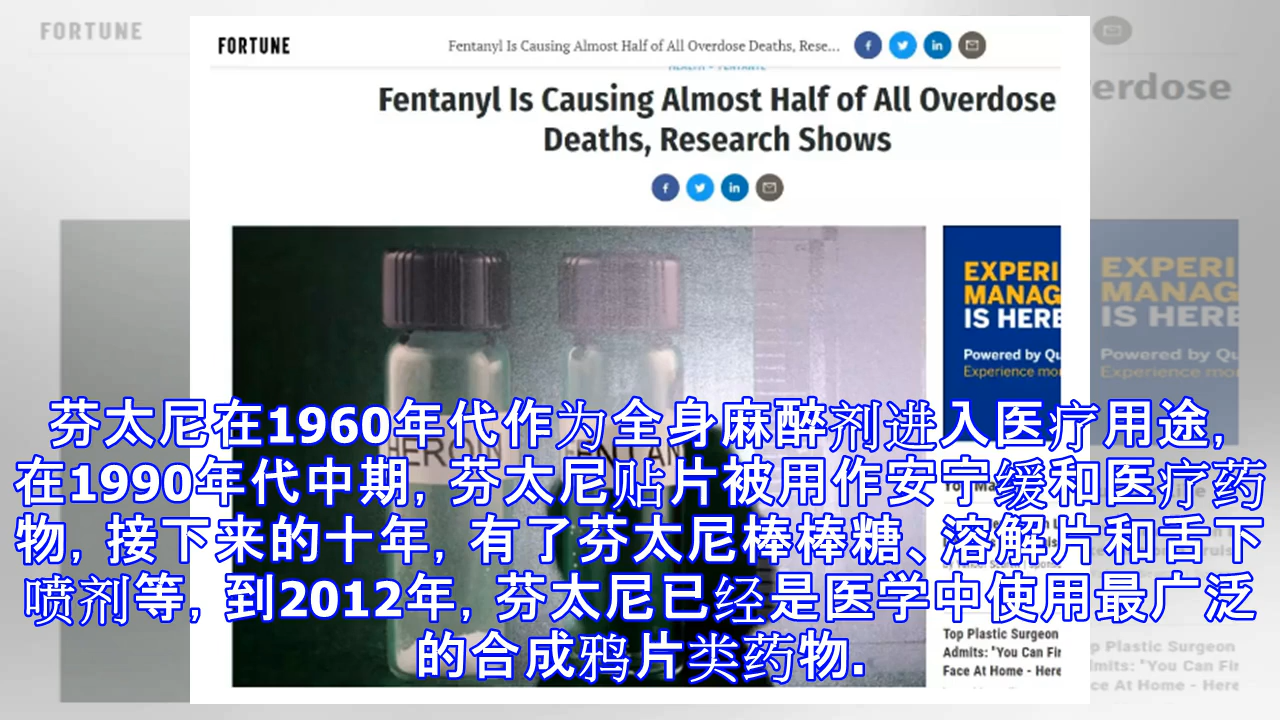 FORTUNE
FORTUNE
Fentanyl Is Causing Almost Half of All Overdose Deaths, Rese...
Fentanyl Is Causing Almost Half of All Overdose
Deaths, Research Shows
erdose
EXPERI
MANAG
IS HERE
Powered by Qu
Experience mo
EXPERI
MANAG
IS HERE
Powered by Qu
Experience mo
HEROIN
FENTAN
芬太尼在1960年代作为全身麻醉剂进入医疗用途,
在1990年代中期, 芬太尼贴片被用作安宁缓和医疗药
物, 接下来的十年, 有了芬太尼棒棒糖、溶解片和舌下
喷剂等, 到2012年, 芬太尼已经是医学中使用最广泛
的合成鸦片类药物.
Top Plastic Surgeon
Admits: "You Can Fir
Face At Home - Here
p Plastic Surgeon
lmits: "You Can Fir
ce At Home - Here